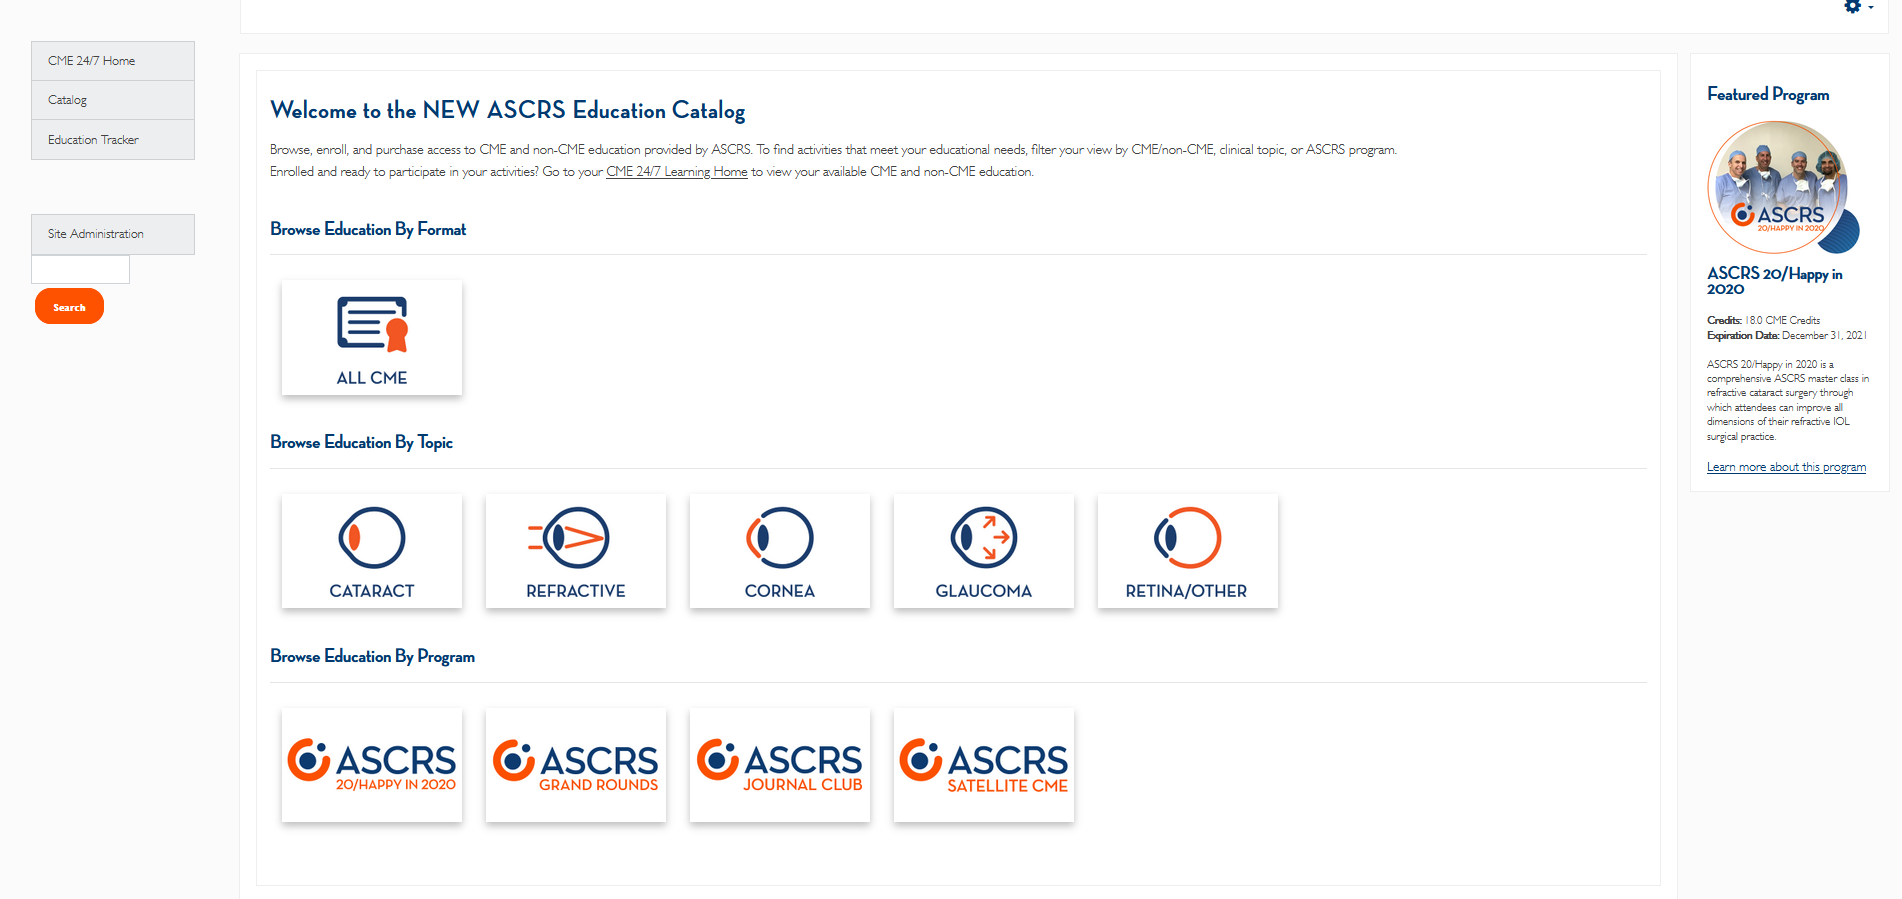 CME 24/7 Home
Catalog
Education Tracker
Site Administration
Search
Welcome to the NEW ASCRS Education Catalog
Browse, enroll, and purchase access to CME and non-CME education provided by ASCRS. To find activities that meet your educational needs, filter your view by CME/non-CME, clinical topic, or ASCRS program.
Enrolled and ready to participate in your activities? Go to your CME 24/7 Learning Home to view your available CME and non-CME education.
Browse Education By Format
ALL CME
Browse Education By Topic
CATARACT
REFRACTIVE
CORNEA
GLAUCOMA
RETINA/OTHER
Browse Education By Program
ASCRS
20/HAPPY IN 2020
ASCRS
GRAND ROUNDS
ASCRS
JOURNAL CLUB
ASCRS
SATELLITE CME
Featured Program
ASCRS
20/HAPPY IN 2020
ASCRS 20/Happy in
2020
Credits: 18.0 CME Credits
Expiration Date: December 31, 2021
ASCRS 20/Happy in 2020 is a
comprehensive ASCRS master class in
refractive cataract surgery through
which attendees can improve all
dimensions of their refractive IOL
surgical practice.
Learn more about this program